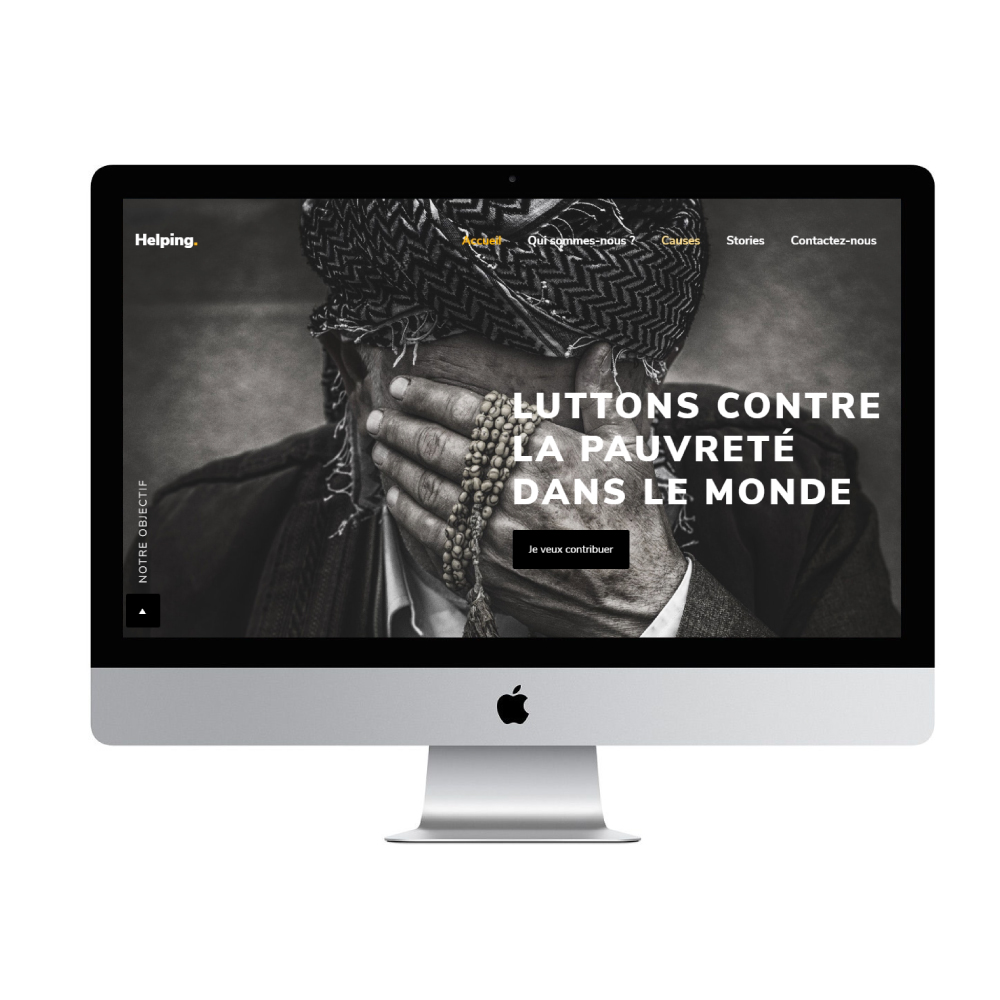 Helping.
Accueil
Qui sommes-nous ?
Causes
Stories
Contactez-nous
LUTTONS CONTRE
LA PAUVRETÉ
DANS LE MONDE
Je veux contribuer
NOTRE OBJECTIF